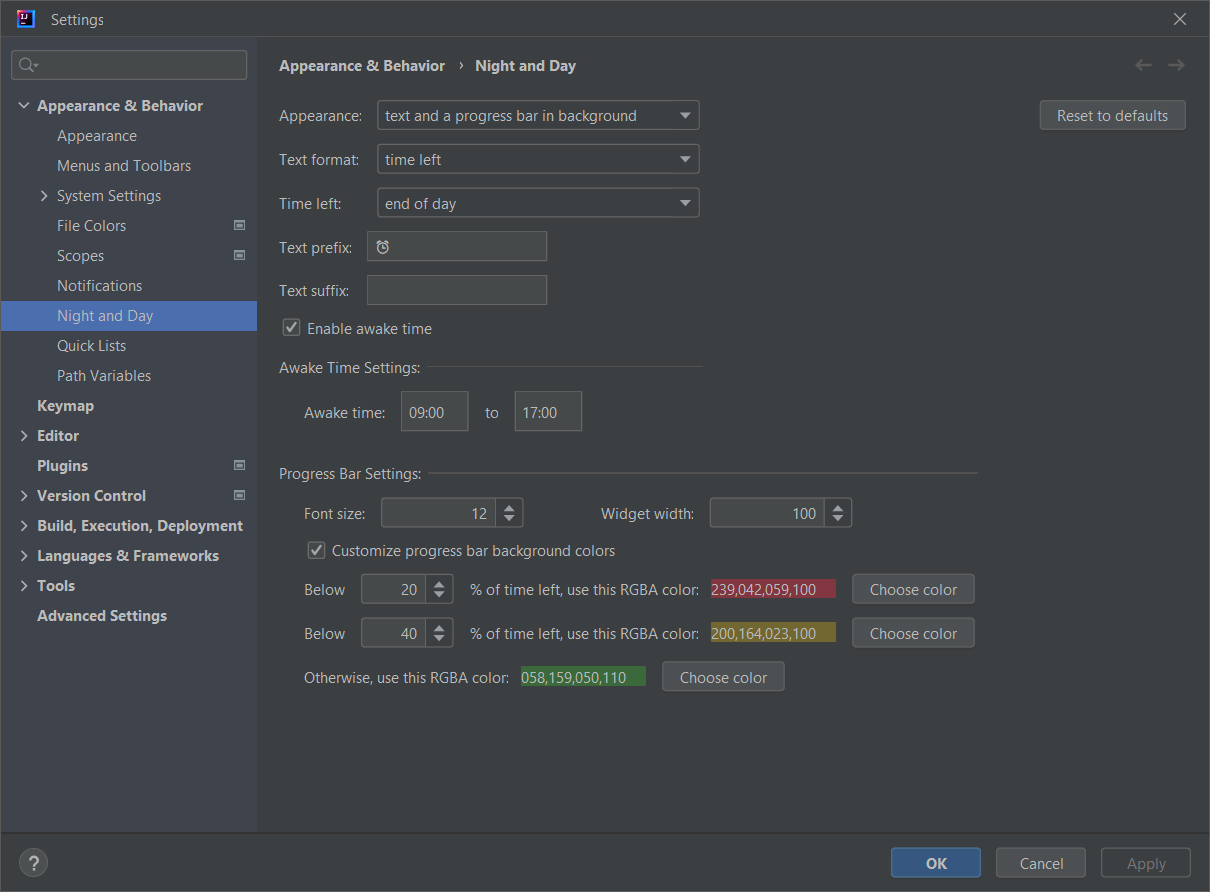 Settings
Appearance & Behavior
Appearance
Menus and Toolbars
System Settings
File Colors
Scopes
Notifications
Night and Day
Quick Lists
Path Variables
Keymap
Editor
Plugins
Version Control
Build, Execution, Deployment
Languages & Frameworks
Tools
Advanced Settings
Appearance & Behavior › Night and Day
Appearance: text and a progress bar in background Reset to defaults
Text format: time left
Time left: end of day
Text prefix: ⏰
Text suffix:
Enable awake time
Awake Time Settings:
Awake time: 09:00 to 17:00
Progress Bar Settings:
Font size: 12 Widget width: 100
Customize progress bar background colors
Below 20 % of time left, use this RGBA color: 239,042,059,100 Choose color
Below 40 % of time left, use this RGBA color: 200,164,023,100 Choose color
Otherwise, use this RGBA color: 058,159,050,110 Choose color
? OK Cancel Apply